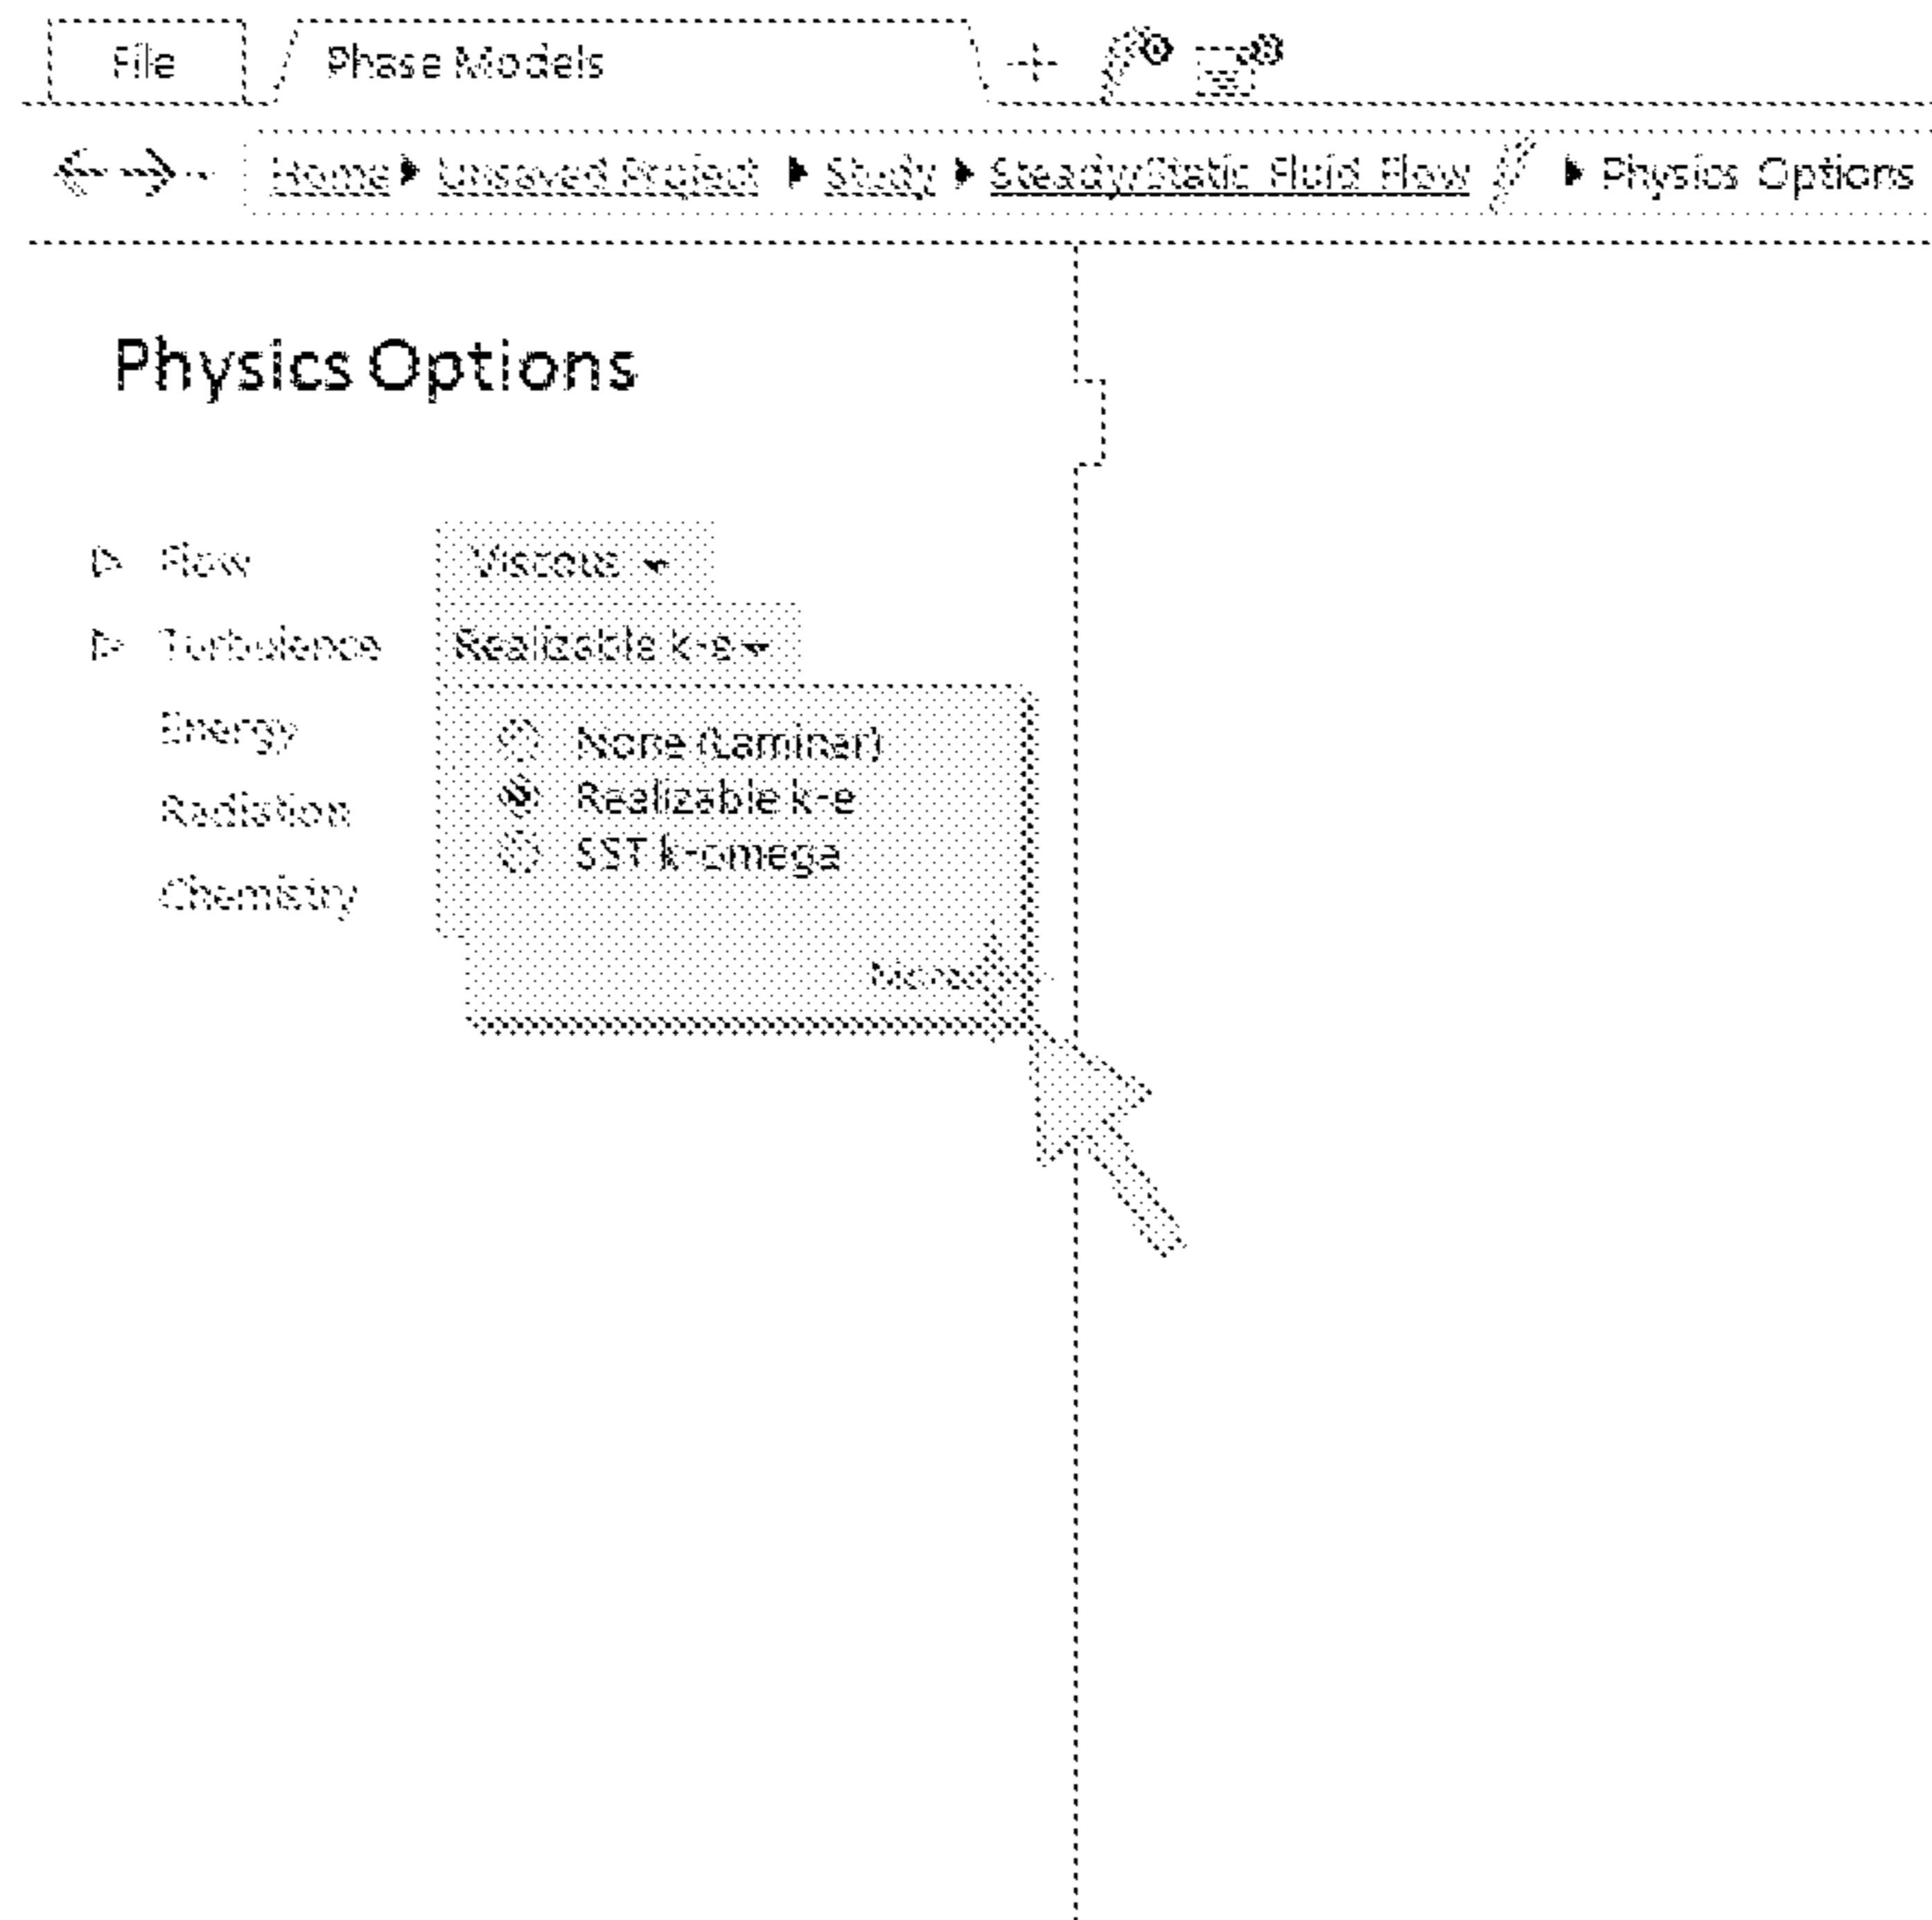 File Phase Models +
Home Unsaved Project Study Steady/Static Fluid Flow Physics Options
Physics Options
Flow Viscous
Turbulence Realizable k-e
Energy
None (Laminar)
Realizable k-e
Radiation
SST k-omega
Chemistry
More